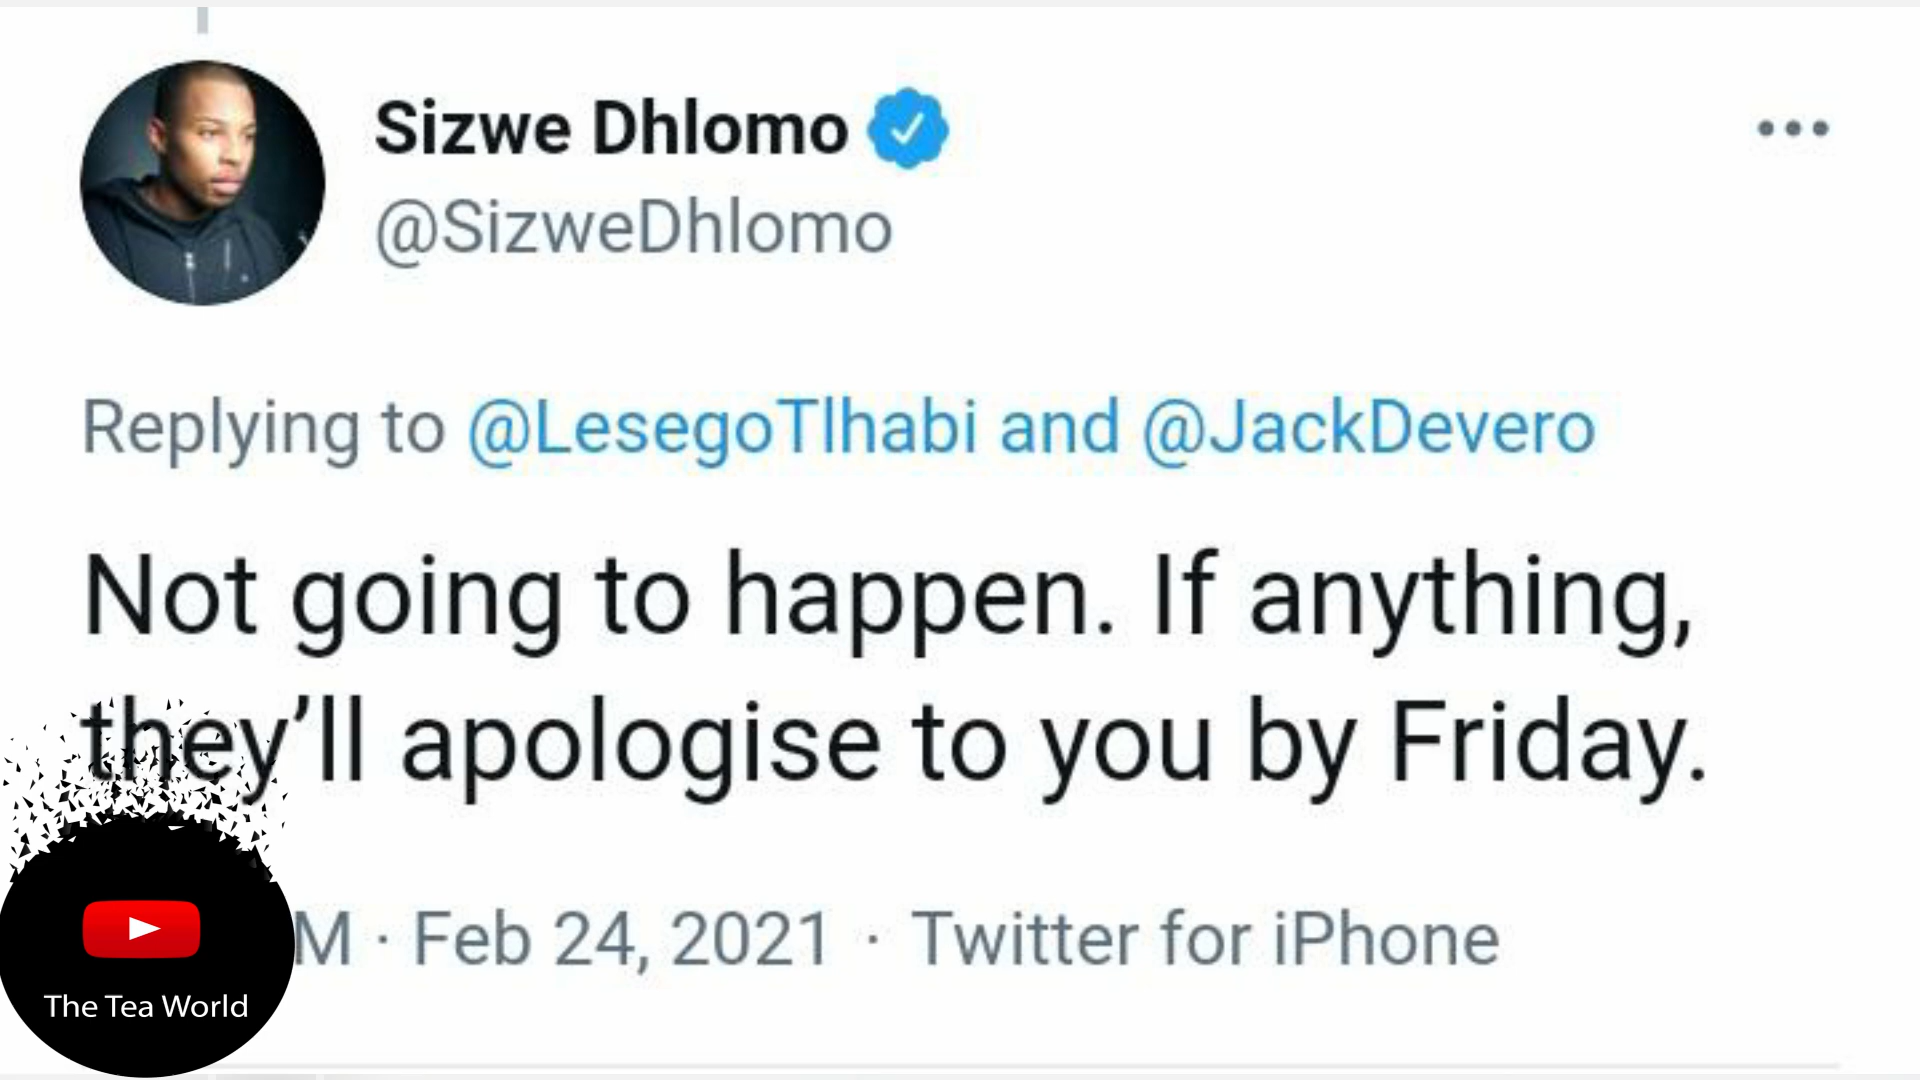 Sizwe Dhlomo
@SizweDhlomo
Replying to @LesegoTlhabi and @JackDevero
Not going to happen. If anything,
they’ll apologise to you by Friday.
M · Feb 24, 2021 · Twitter for iPhone
The Tea World